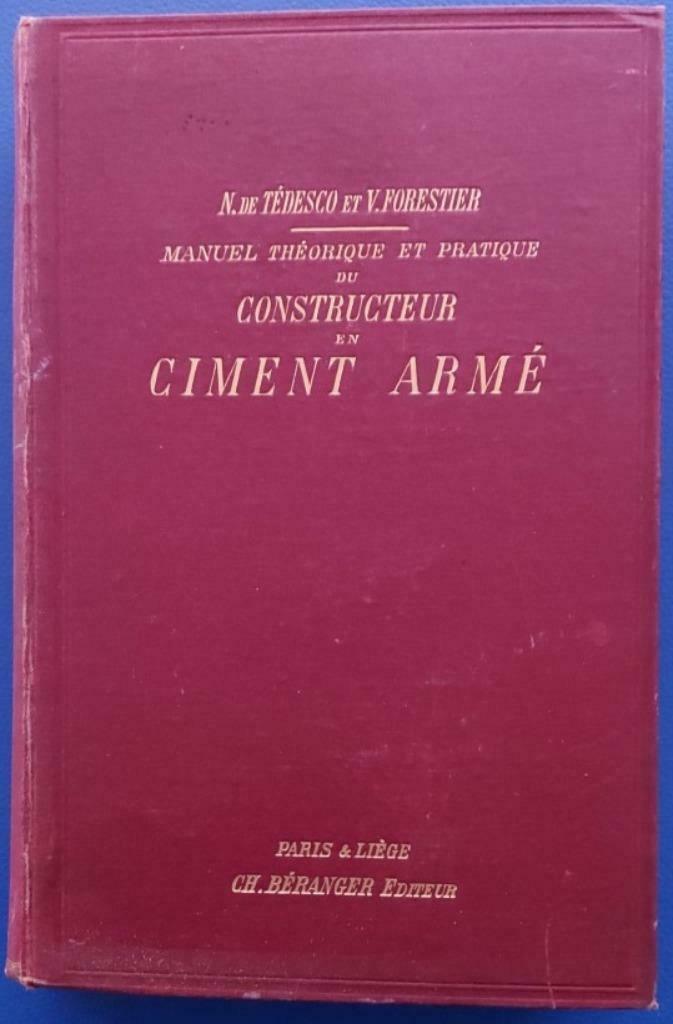 N. DE TÉDESCO ET V. FORESTIER
MANUEL THÉORIQUE ET PRATIQUE
DU
CONSTRUCTEUR
EN
CIMENT ARMÉ
PARIS & LIÈGE
CH. BÉRANGER EDITEUR